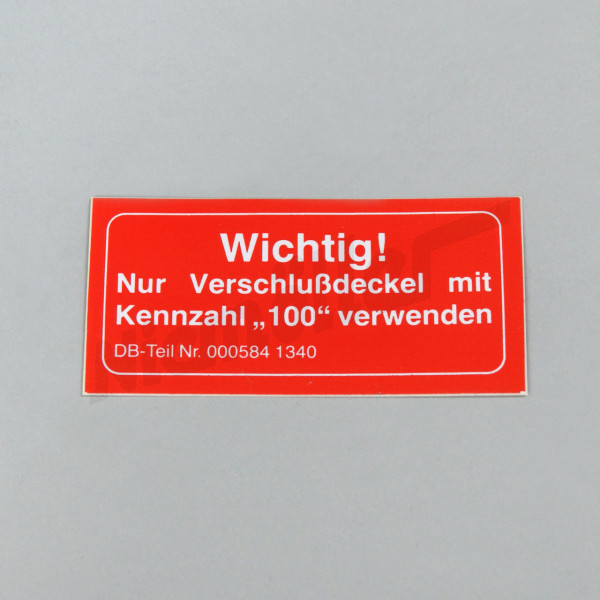 Wichtig!
Nur Verschlußdeckel mit
Kennzahl „100“ verwenden
DB-Teil Nr. 000584 1340